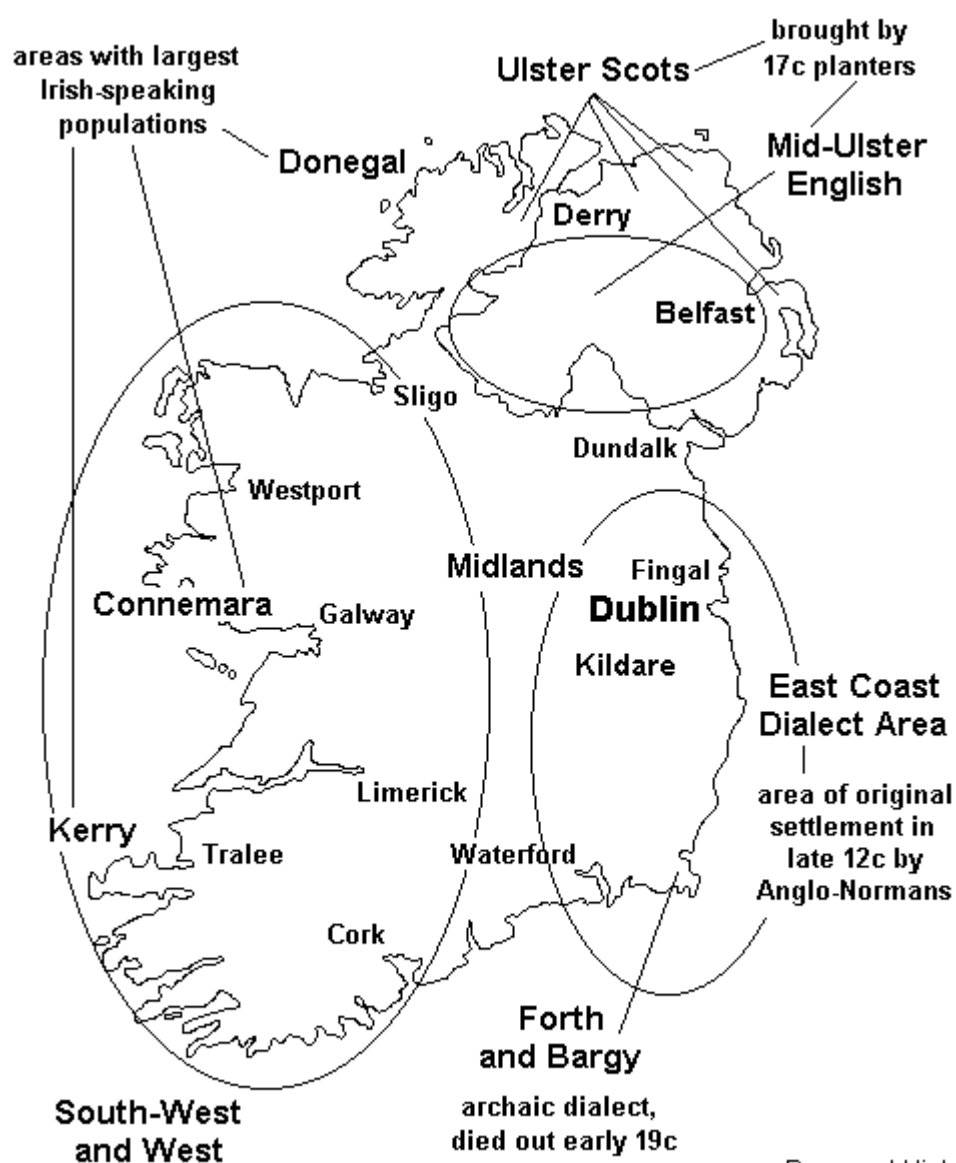 areas with largest
Irish-speaking
populations
brought by
17c planters
Ulster Scots
Mid-Ulster
English
Donegal
Derry
Belfast
Sligo
Dundalk
Westport
Midlands
Fingal
Connemara
Galway
Dublin
Kildare
East Coast
Dialect Area
area of original
settlement in
late 12c by
Anglo-Normans
Limerick
Kerry
Tralee
Waterford
Cork
Forth
and Bargy
archaic dialect,
died out early 19c
South-West
and West